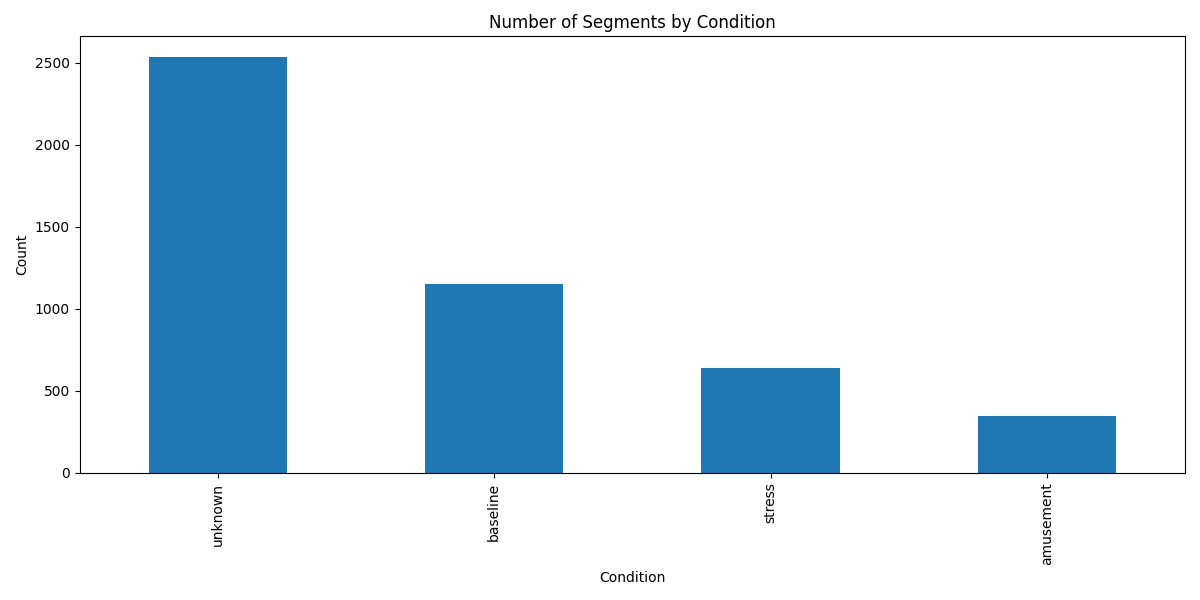 Number of Segments by Condition
2500
2000
1500
1000
500
0
Count
unknown
baseline
stress
amusement
Condition